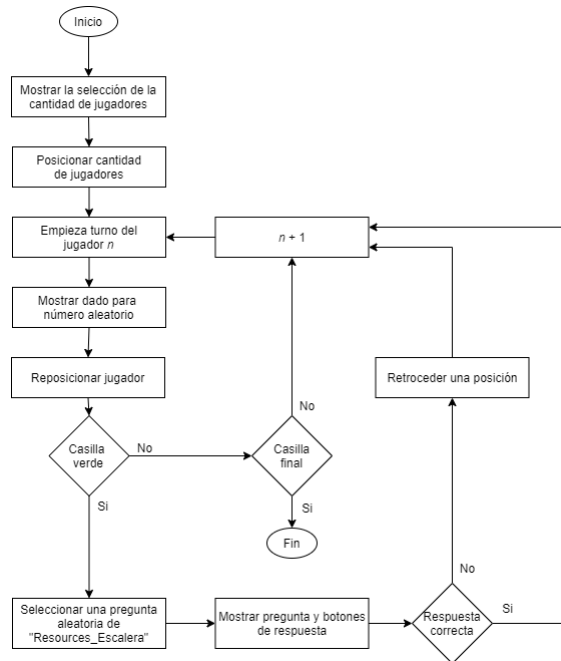 Inicio
Mostrar la selección de la
cantidad de jugadores
Posicionar cantidad
de jugadores
Empieza turno del
jugador n
n + 1
Mostrar dado para
número aleatorio
Reposicionar jugador
Retroceder una posición
Casilla
verde
No
Casilla
final
No
Si
Si
Fin
Seleccionar una pregunta
aleatoria de
"Resources_Escalera"
Mostrar pregunta y botones
de respuesta
Respuesta
correcta
No
Si